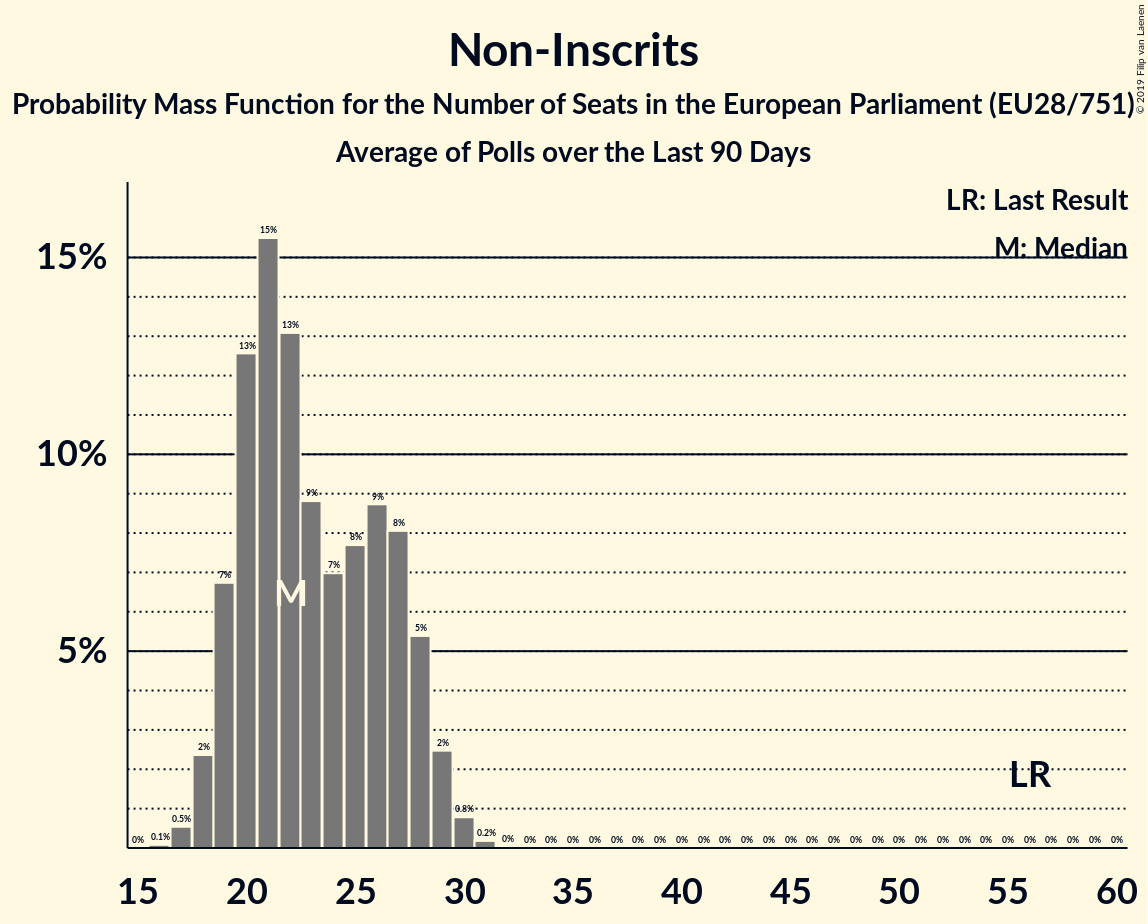 Non-Inscrits
Probability Mass Function for the Number of Seats in the European Parliament (EU28/751)
Average of Polls over the Last 90 Days
© 2019 Filip van Laenen
LR: Last Result
M: Median
15%
10%
5%
0% 0.1% 0.5% 2% 7% 13% 15% 13% 9% 7% 8% 9% 8% 5% 2% 0.8% 0.2% 0% 0% 0% 0% 0% 0% 0% 0% 0% 0% 0% 0% 0% 0% 0% 0% 0% 0% 0% 0% 0% 0% 0% 0% 0% 0% 0% 0% 0%
M
LR
15 20 25 30 35 40 45 50 55 60